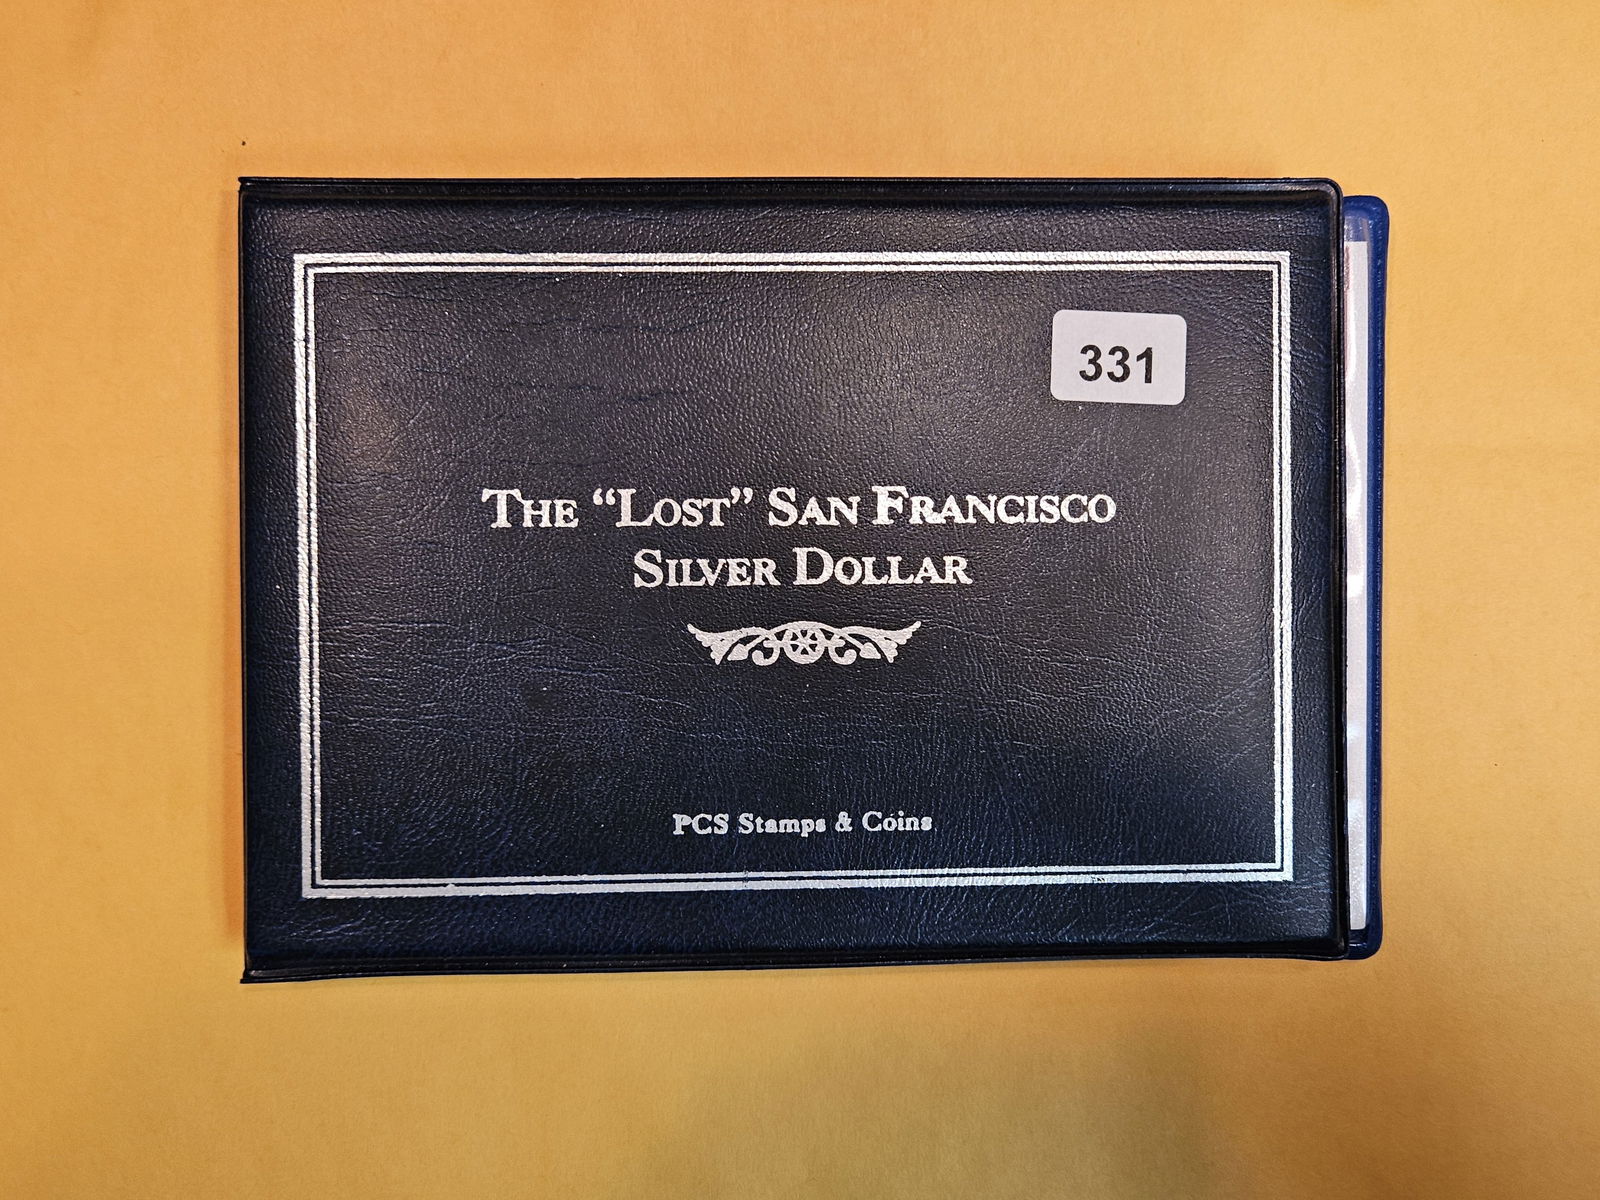 331
The “Lost” San Francisco
Silver Dollar
PCS Stamps & Coins